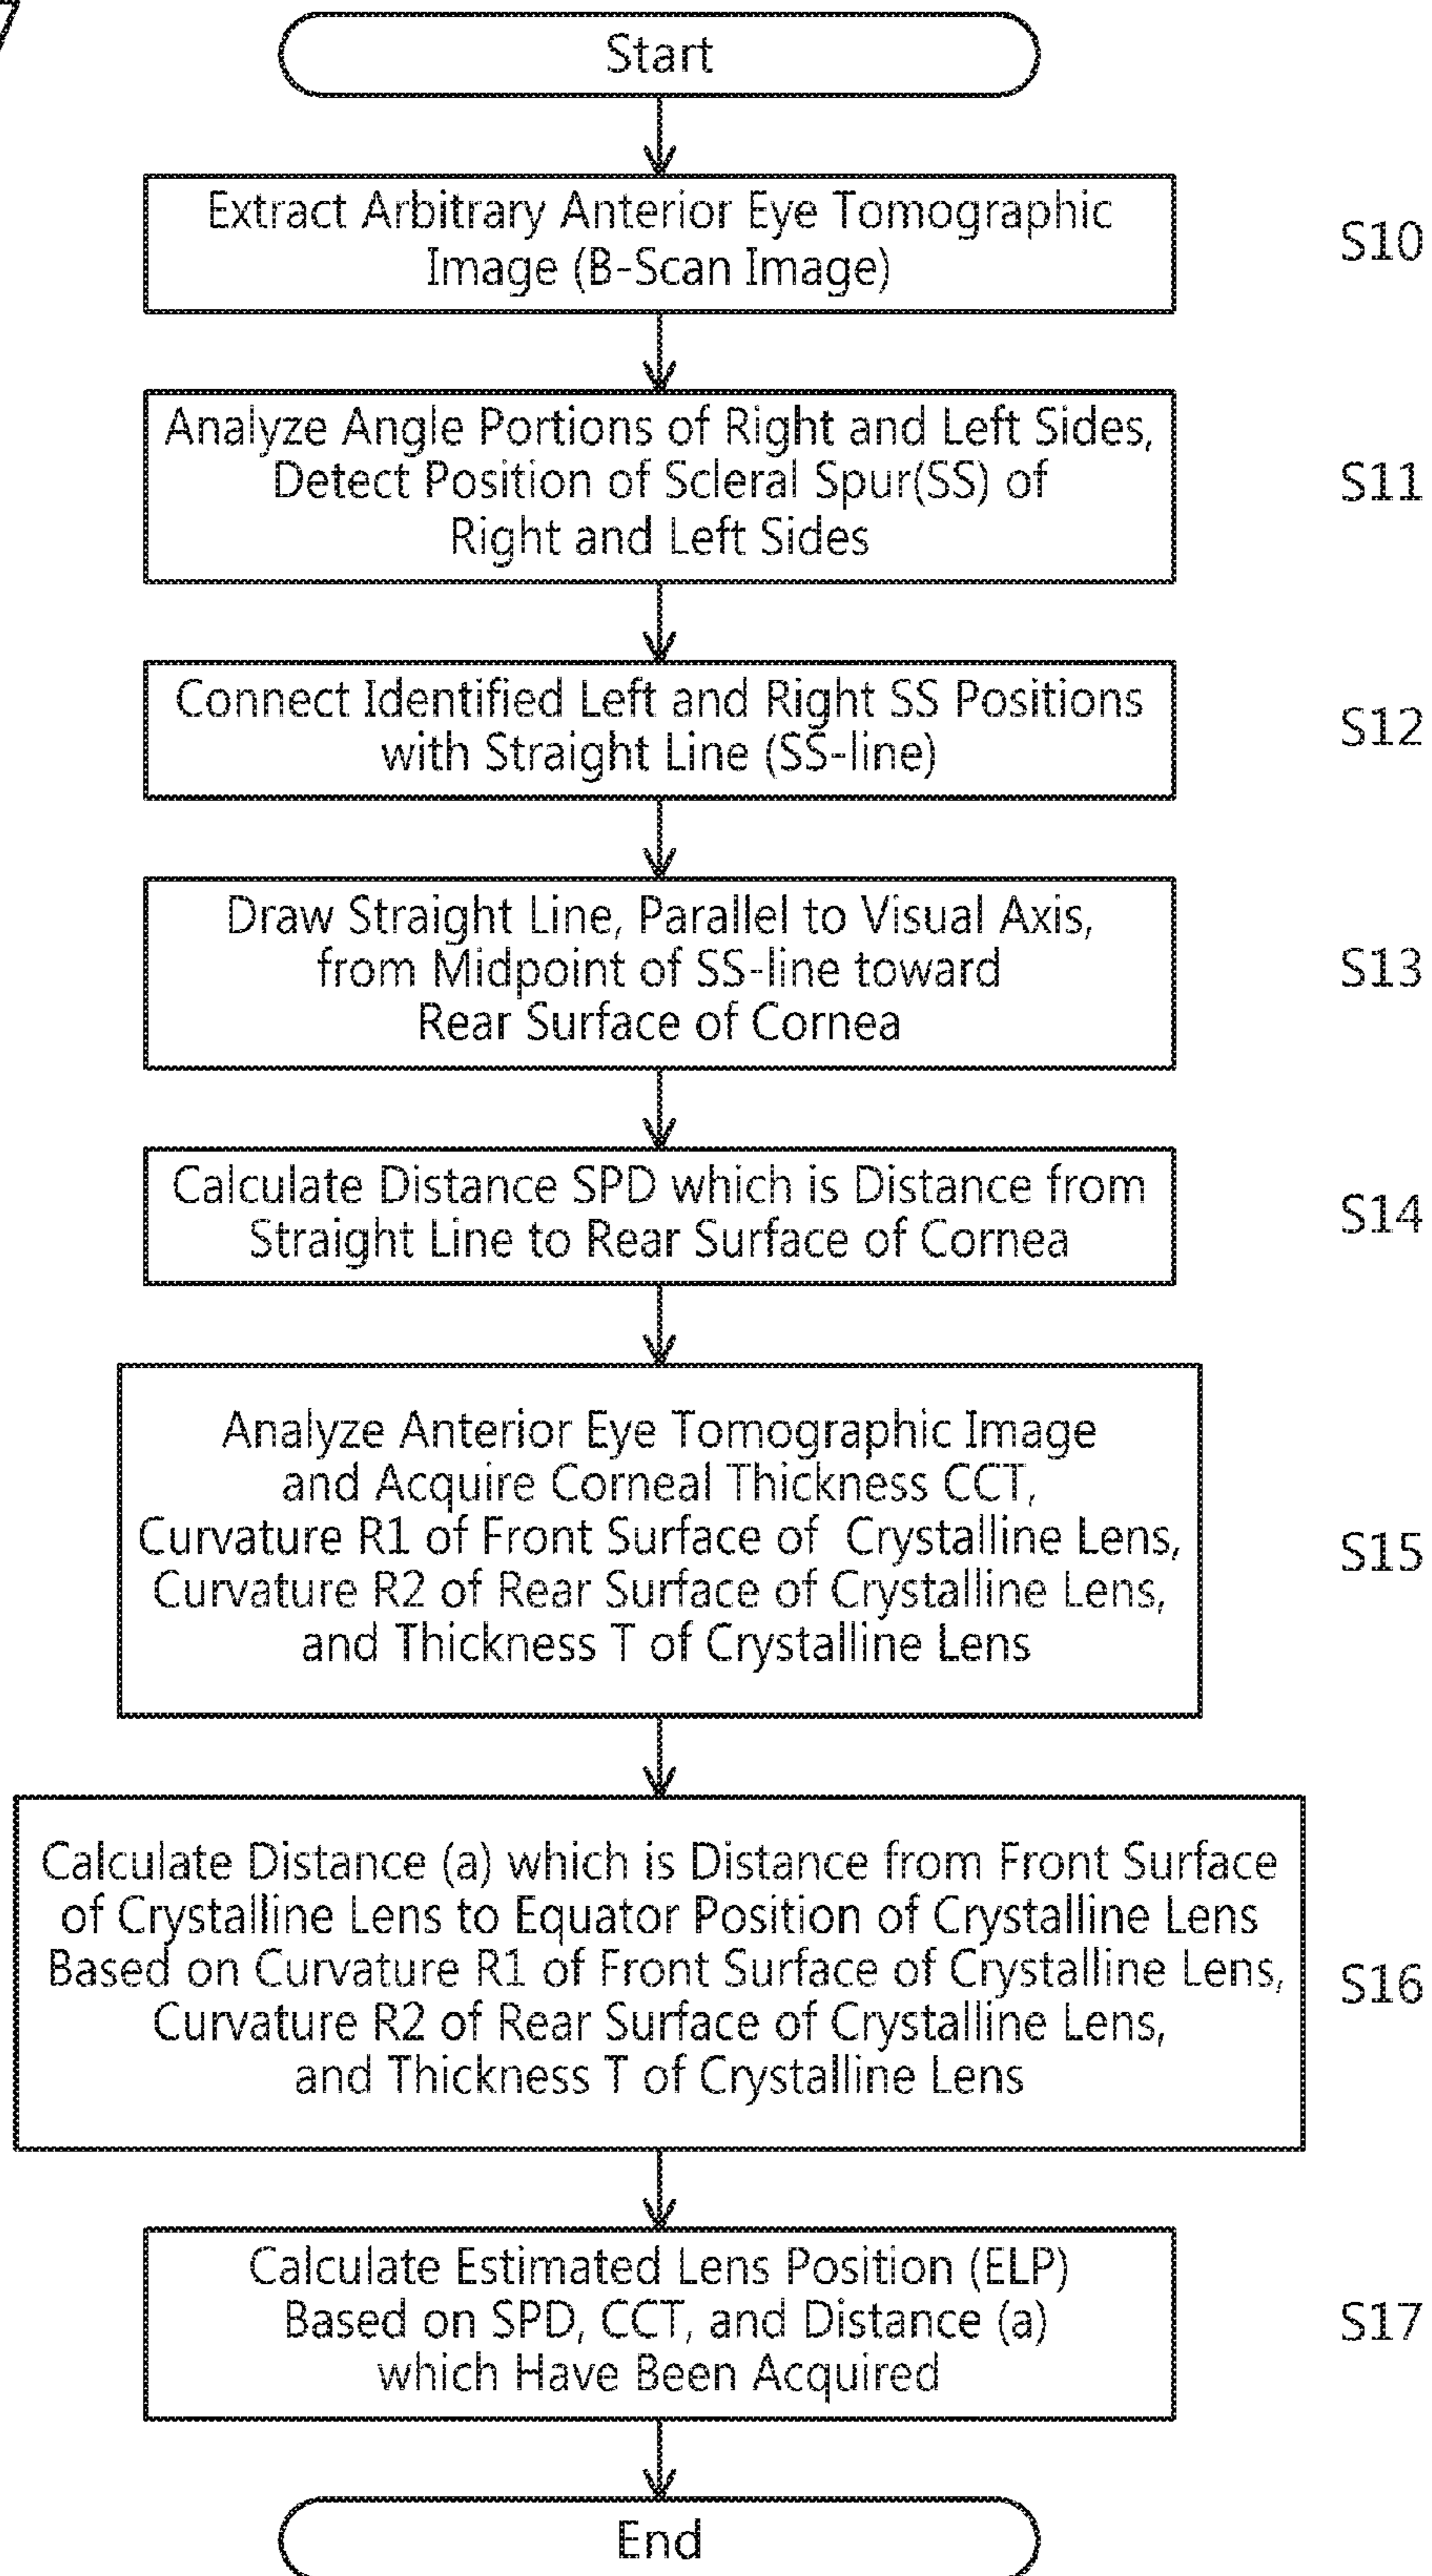 Start
Extract Arbitrary Anterior Eye Tomographic
Image (B-Scan Image)
S10
Analyze Angle Portions of Right and Left Sides,
Detect Position of Scleral Spur(SS) of
Right and Left Sides
S11
Connect Identified Left and Right SS Positions
with Straight Line (SS-line)
S12
Draw Straight Line, Parallel to Visual Axis,
from Midpoint of SS-line toward
Rear Surface of Cornea
S13
Calculate Distance SPD which is Distance from
Straight Line to Rear Surface of Cornea
S14
Analyze Anterior Eye Tomographic Image
and Acquire Corneal Thickness CCT,
Curvature R1 of Front Surface of Crystalline Lens,
Curvature R2 of Rear Surface of Crystalline Lens,
and Thickness T of Crystalline Lens
S15
Calculate Distance (a) which is Distance from Front Surface
of Crystalline Lens to Equator Position of Crystalline Lens
Based on Curvature R1 of Front Surface of Crystalline Lens,
Curvature R2 of Rear Surface of Crystalline Lens,
and Thickness T of Crystalline Lens
S16
Calculate Estimated Lens Position (ELP)
Based on SPD, CCT, and Distance (a)
which Have Been Acquired
S17
End